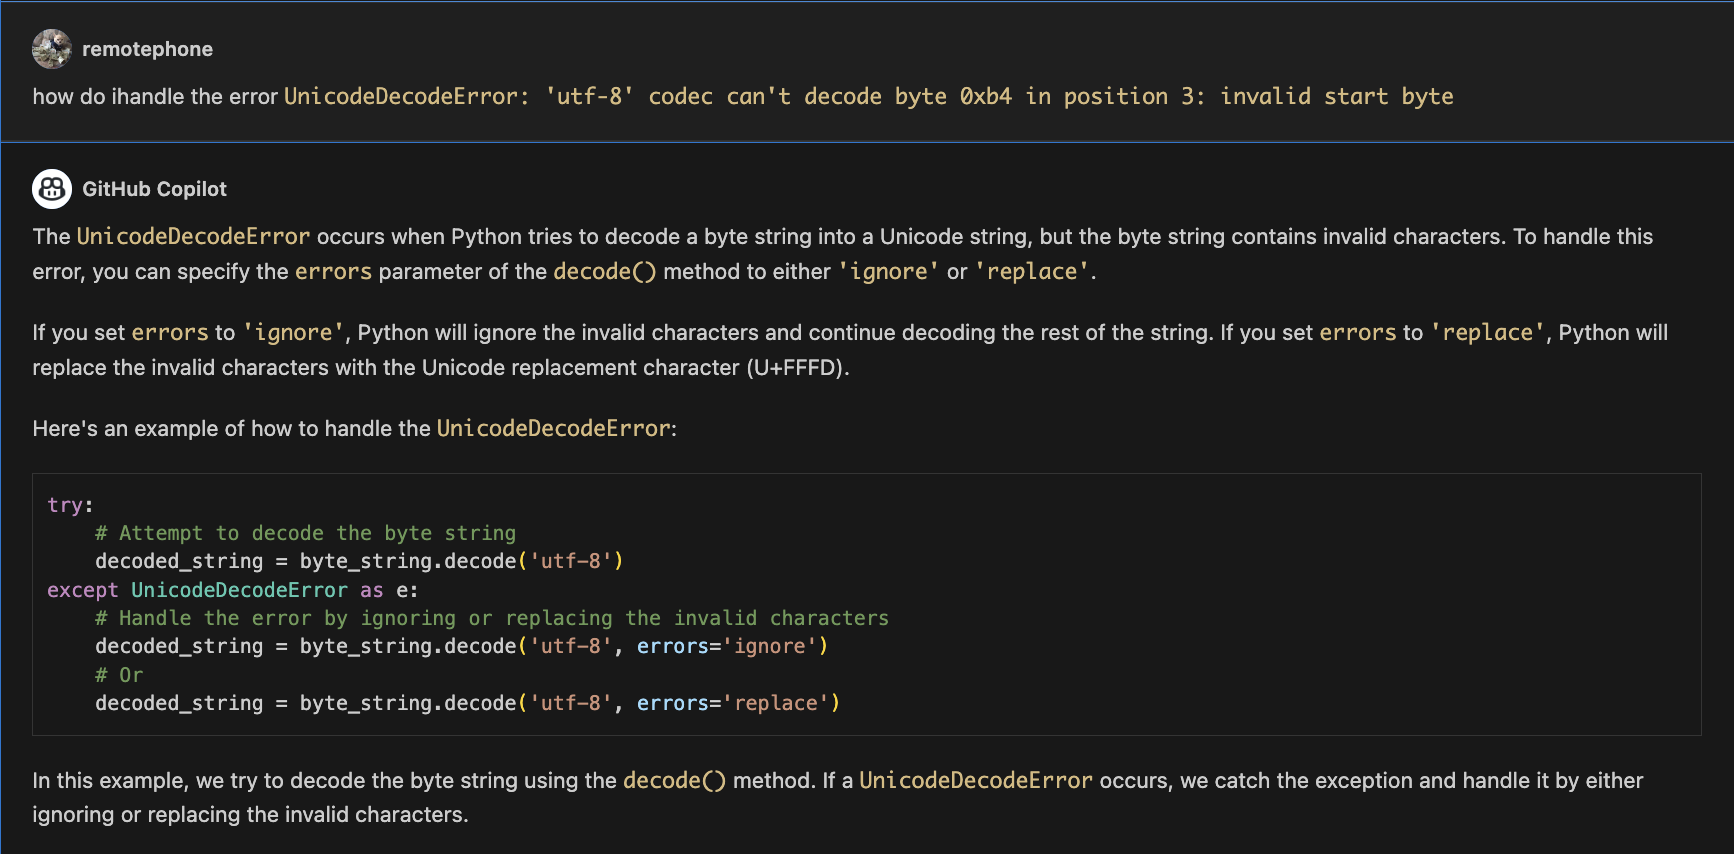 remotephone
how do ihandle the error UnicodeDecodeError: 'utf-8' codec can't decode byte 0xb4 in position 3: invalid start byte
GitHub Copilot
The UnicodeDecodeError occurs when Python tries to decode a byte string into a Unicode string, but the byte string contains invalid characters. To handle this
error, you can specify the errors parameter of the decode() method to either 'ignore' or 'replace'.
If you set errors to 'ignore', Python will ignore the invalid characters and continue decoding the rest of the string. If you set errors to 'replace', Python will
replace the invalid characters with the Unicode replacement character (U+FFFD).
Here's an example of how to handle the UnicodeDecodeError:
try:
    # Attempt to decode the byte string
    decoded_string = byte_string.decode('utf-8')
except UnicodeDecodeError as e:
    # Handle the error by ignoring or replacing the invalid characters
    decoded_string = byte_string.decode('utf-8', errors='ignore')
    # Or
    decoded_string = byte_string.decode('utf-8', errors='replace')
In this example, we try to decode the byte string using the decode() method. If a UnicodeDecodeError occurs, we catch the exception and handle it by either
ignoring or replacing the invalid characters.